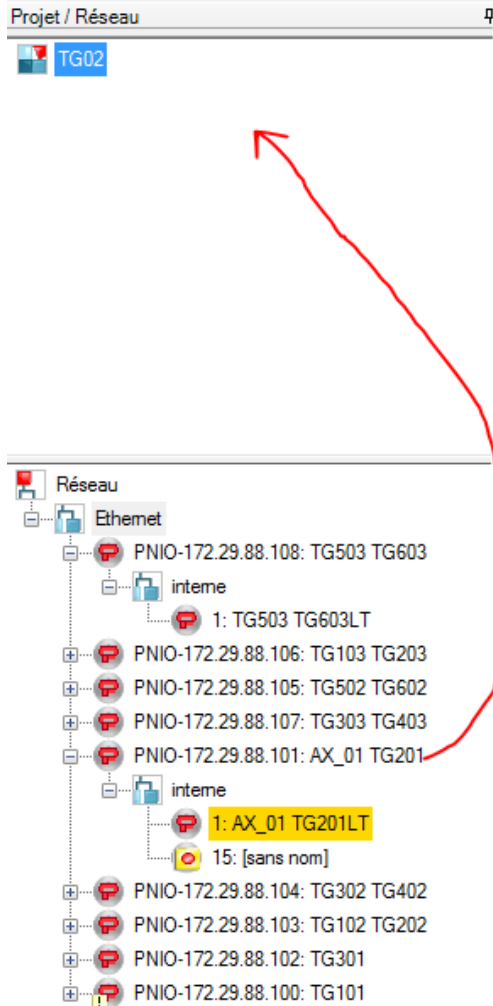 Projet / Réseau
TG02
Réseau
Ethernet
PNIO-172.29.88.108: TG503 TG603
interne
1: TG503 TG603LT
PNIO-172.29.88.106: TG103 TG203
PNIO-172.29.88.105: TG502 TG602
PNIO-172.29.88.107: TG303 TG403
PNIO-172.29.88.101: AX_01 TG201
interne
1: AX_01 TG201LT
15: [sans nom]
PNIO-172.29.88.104: TG302 TG402
PNIO-172.29.88.103: TG102 TG202
PNIO-172.29.88.102: TG301
PNIO-172.29.88.100: TG101